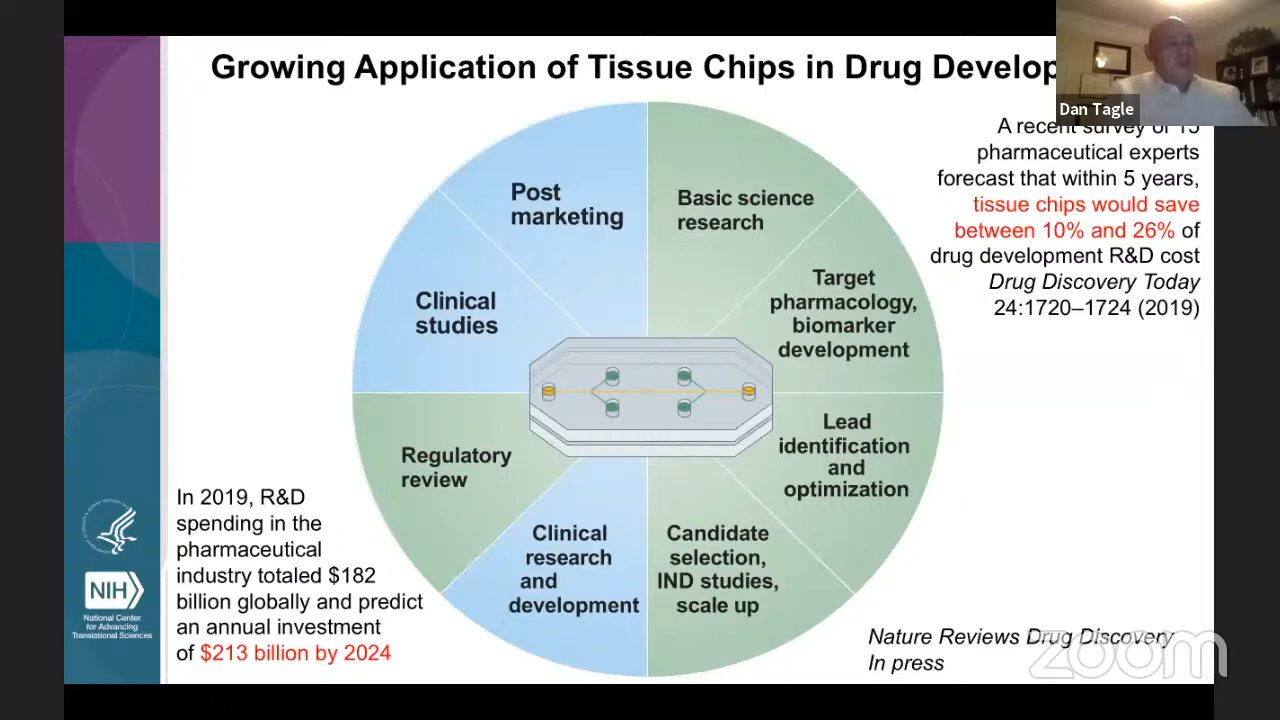 Growing Application of Tissue Chips in Drug
Dan Tagle
A recent survey of 15
pharmaceutical experts
forecast that within 5 years,
tissue chips would save
between 10% and 26% of
drug development R&D cost
Drug Discovery Today
24:1720–1724 (2019)
Post
marketing
Basic science
research
Target
pharmacology,
biomarker
development
Clinical
studies
Lead
identification
and
optimization
Regulatory
review
Clinical
research
and
development
Candidate
selection,
IND studies,
scale up
In 2019, R&D
spending in the
pharmaceutical
industry totaled $182
billion globally and predict
an annual investment
of $213 billion by 2024
NIH
National Center
for Advancing
Translational Sciences
Nature Reviews Drug Discovery
In press
zoom